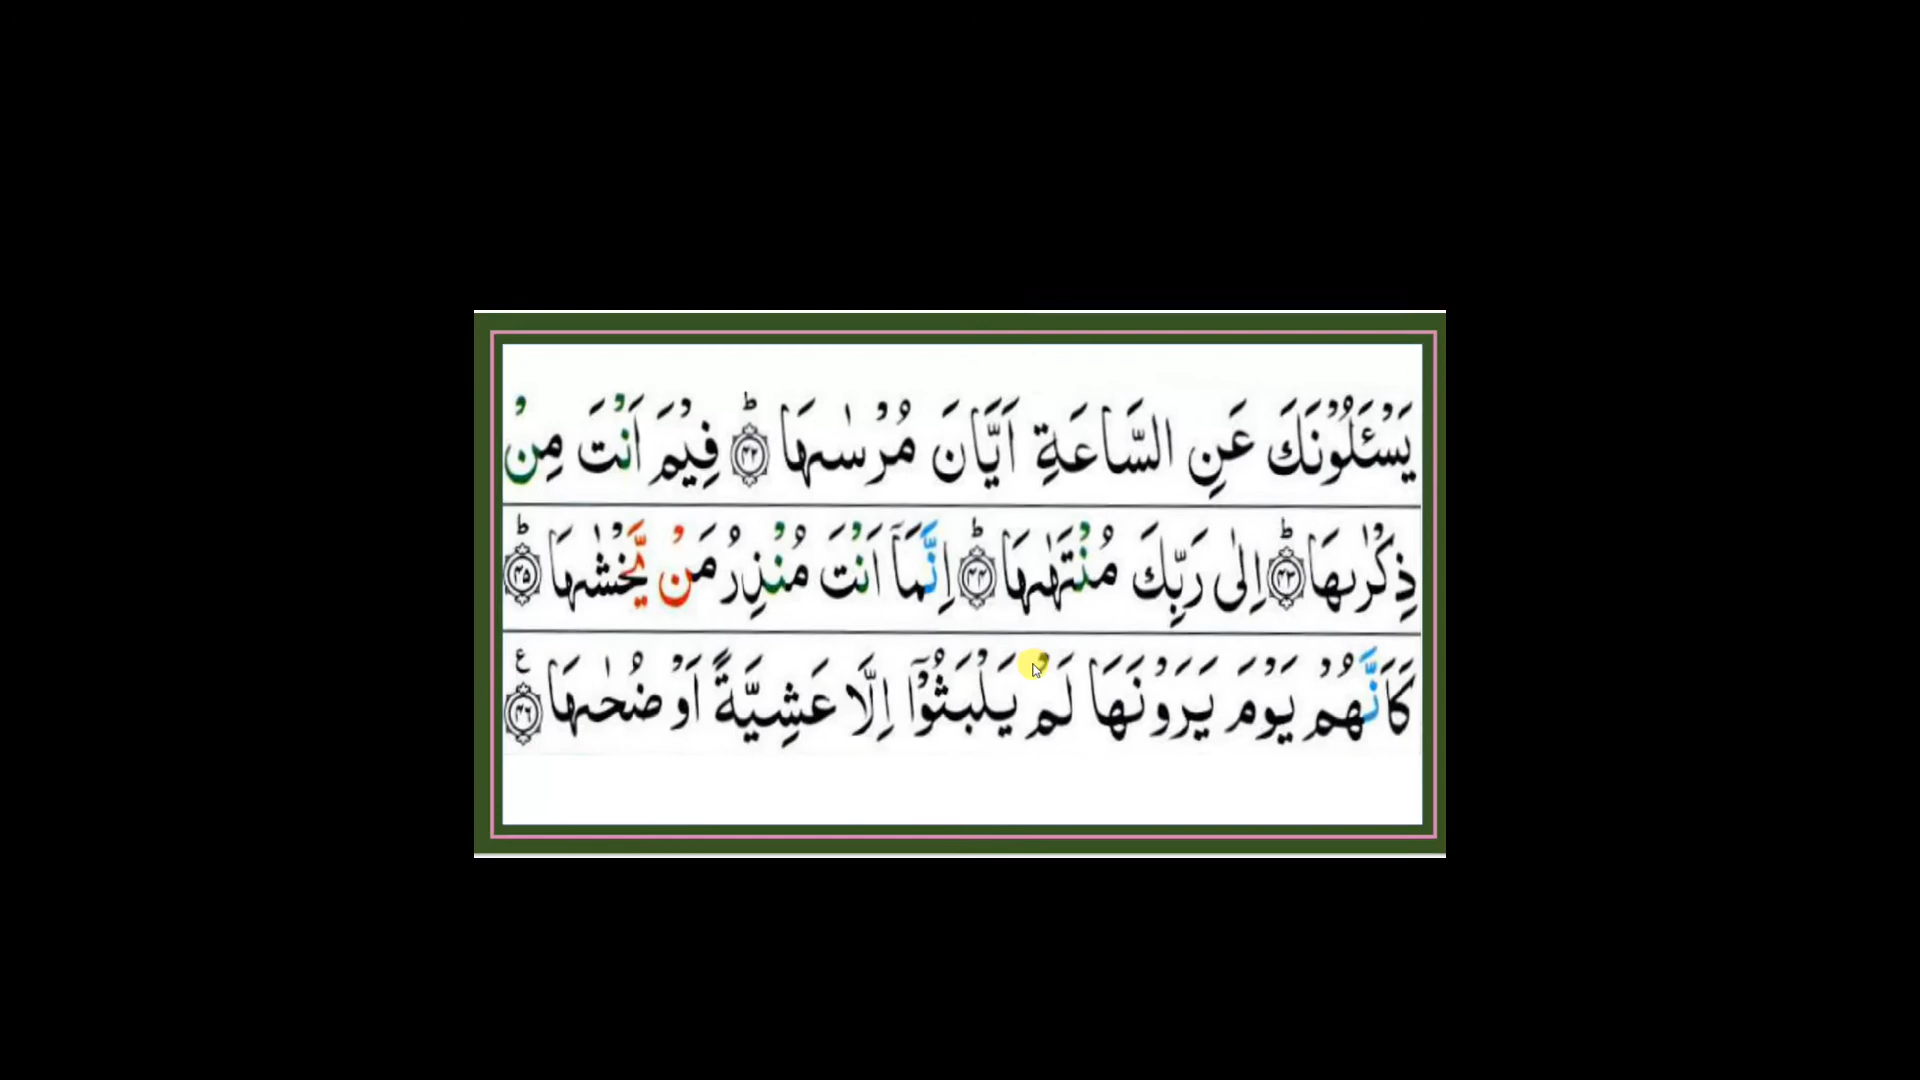 يَسْـَٔلُوْنَكَ عَنِ السَّاعَةِ اَيَّانَ مُرْسٰىهَا ؕ﴿۴۲﴾ فِيْمَ اَنْتَ مِنْ
ذِكْرٰىهَا ؕ﴿۴۳﴾ اِلٰى رَبِّكَ مُنْتَهٰىهَا ؕ﴿۴۴﴾ اِنَّمَاۤ اَنْتَ مُنْذِرُ مَنْ يَّخْشٰىهَا ؕ﴿۴۵﴾
كَاَنَّهُمْ يَوْمَ يَرَوْنَهَا لَمْ يَلْبَثُوْۤا اِلَّا عَشِيَّةً اَوْ ضُحٰىهَا ࣖ﴿۴۶﴾